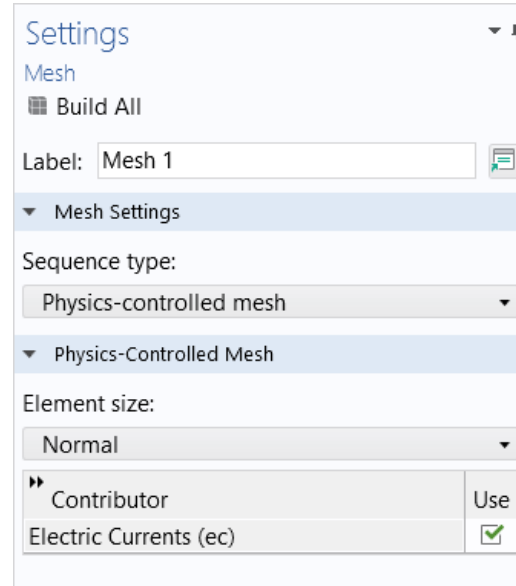 Settings
Mesh
Build All
Label: Mesh 1
Mesh Settings
Sequence type:
Physics-controlled mesh
Physics-Controlled Mesh
Element size:
Normal
Contributor Use
Electric Currents (ec)